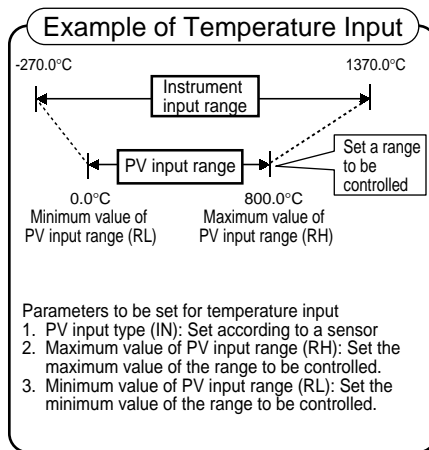 Example of Temperature Input
-270.0°C
1370.0°C
Instrument
input range
PV input range
Set a range
to be
controlled
0.0°C
Minimum value of
PV input range (RL)
800.0°C
Maximum value of
PV input range (RH)
Parameters to be set for temperature input
1. PV input type (IN): Set according to a sensor
2. Maximum value of PV input range (RH): Set the
maximum value of the range to be controlled.
3. Minimum value of PV input range (RL): Set the
minimum value of the range to be controlled.